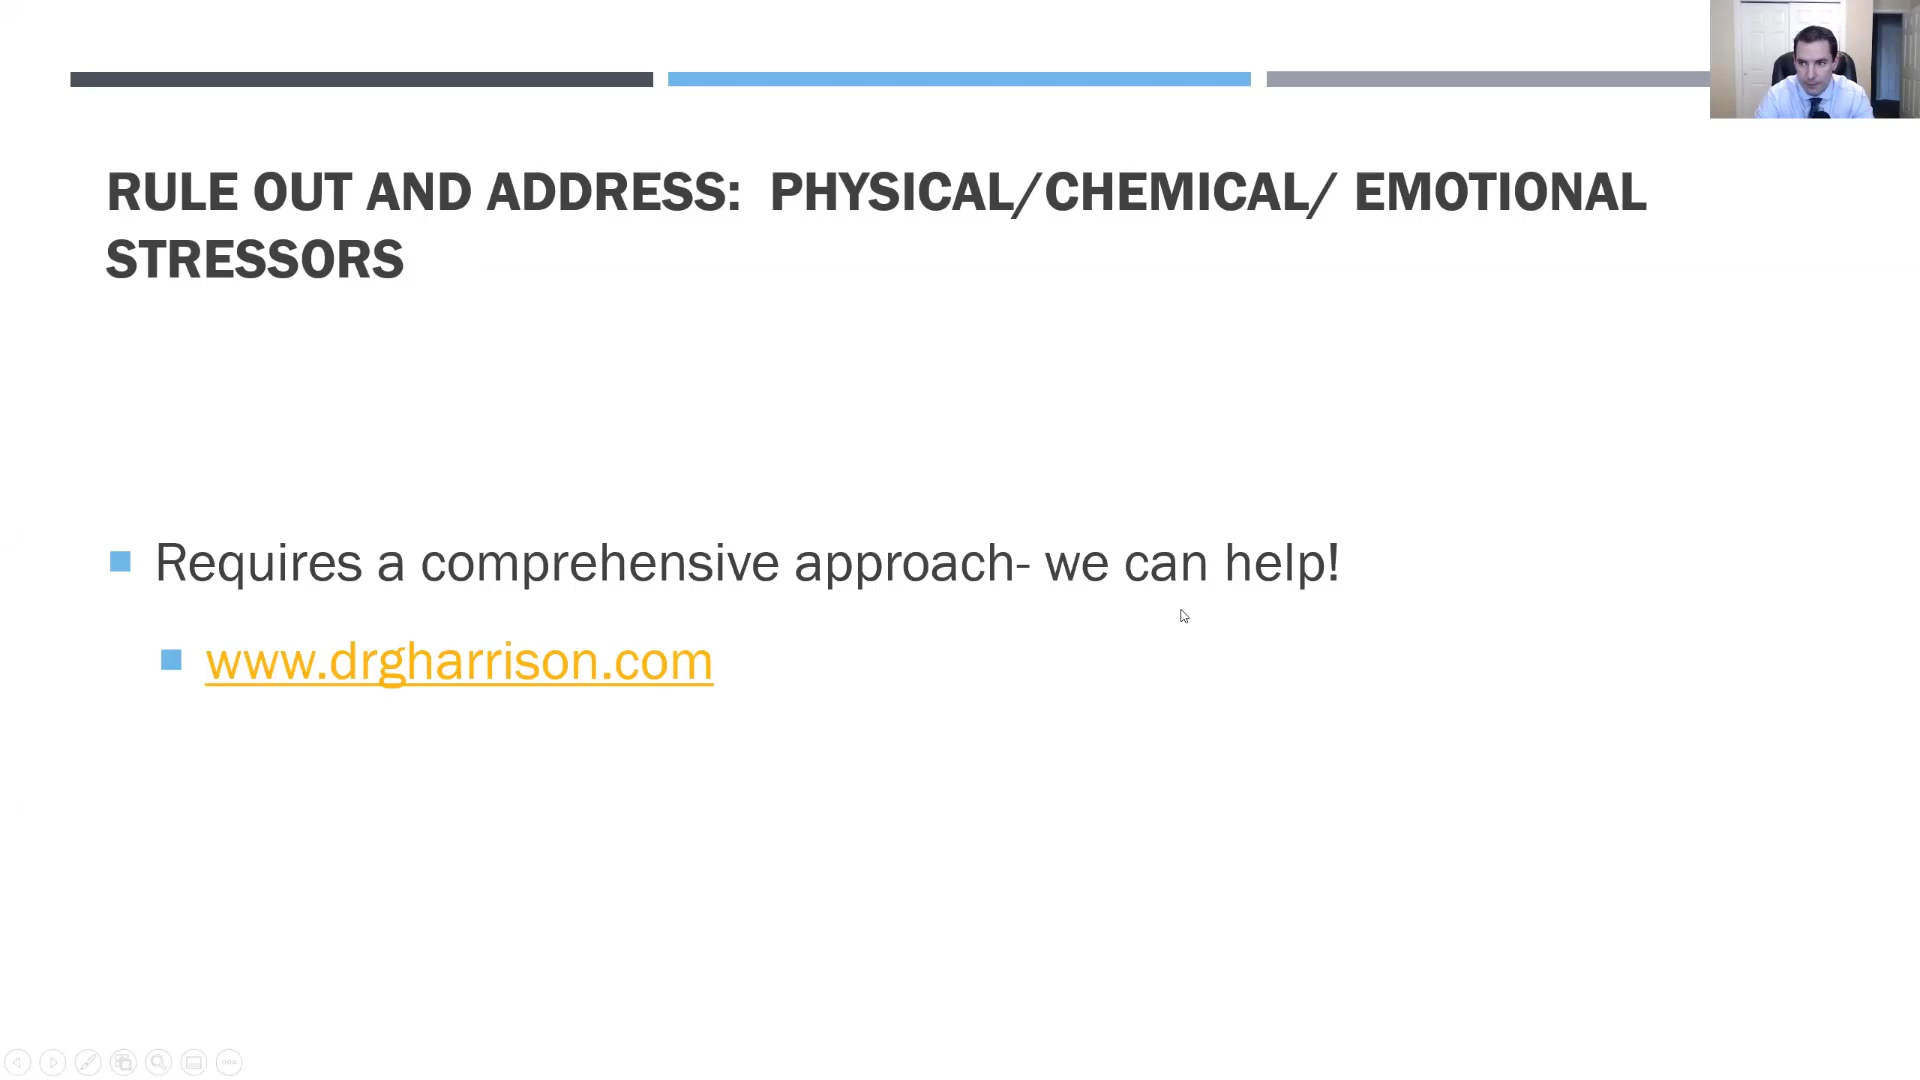 RULE OUT AND ADDRESS:  PHYSICAL/CHEMICAL/ EMOTIONAL
STRESSORS
Requires a comprehensive approach- we can help!
www.drgharrison.com